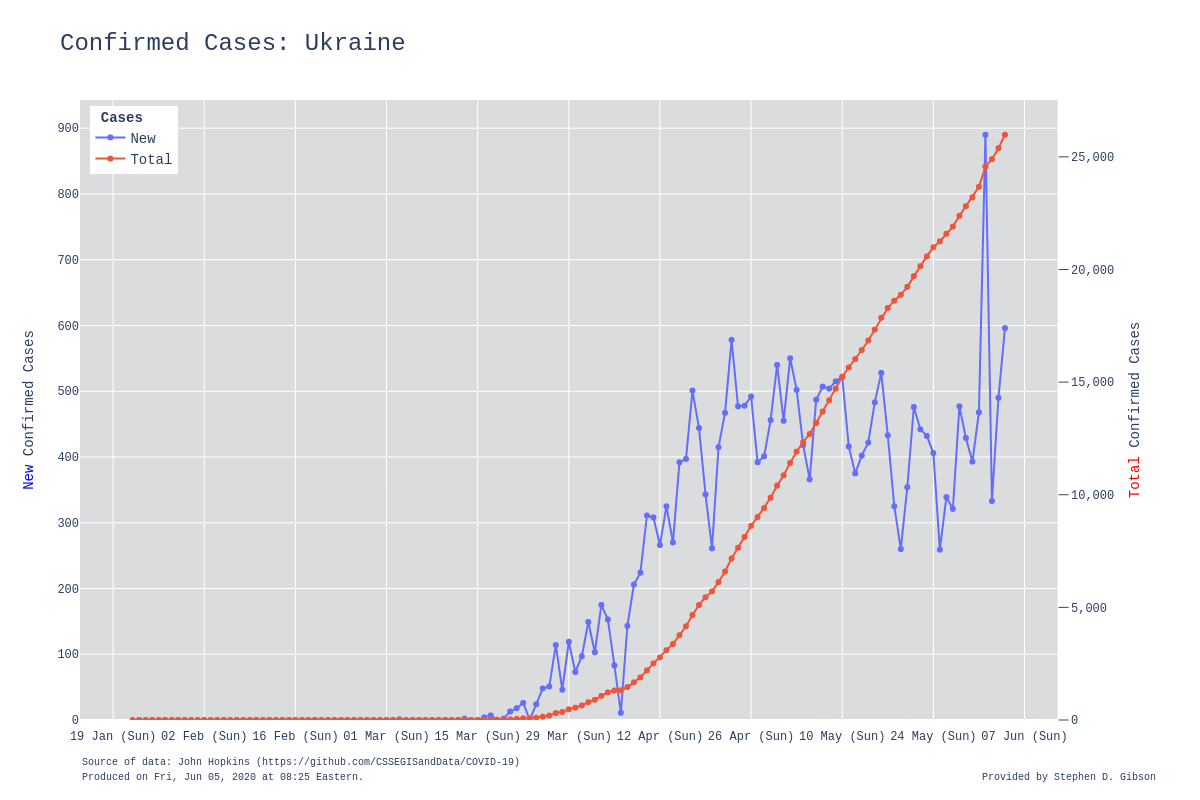 Confirmed Cases: Ukraine
Cases
New
Total
900
800
700
600
500
400
300
200
100
0
25,000
20,000
15,000
10,000
5,000
0
New Confirmed Cases
Total Confirmed Cases
19 Jan (Sun) 02 Feb (Sun) 16 Feb (Sun) 01 Mar (Sun) 15 Mar (Sun) 29 Mar (Sun) 12 Apr (Sun) 26 Apr (Sun) 10 May (Sun) 24 May (Sun) 07 Jun (Sun)
Source of data: John Hopkins (https://github.com/CSSEGISandData/COVID-19)
Produced on Fri, Jun 05, 2020 at 08:25 Eastern.
Provided by Stephen D. Gibson